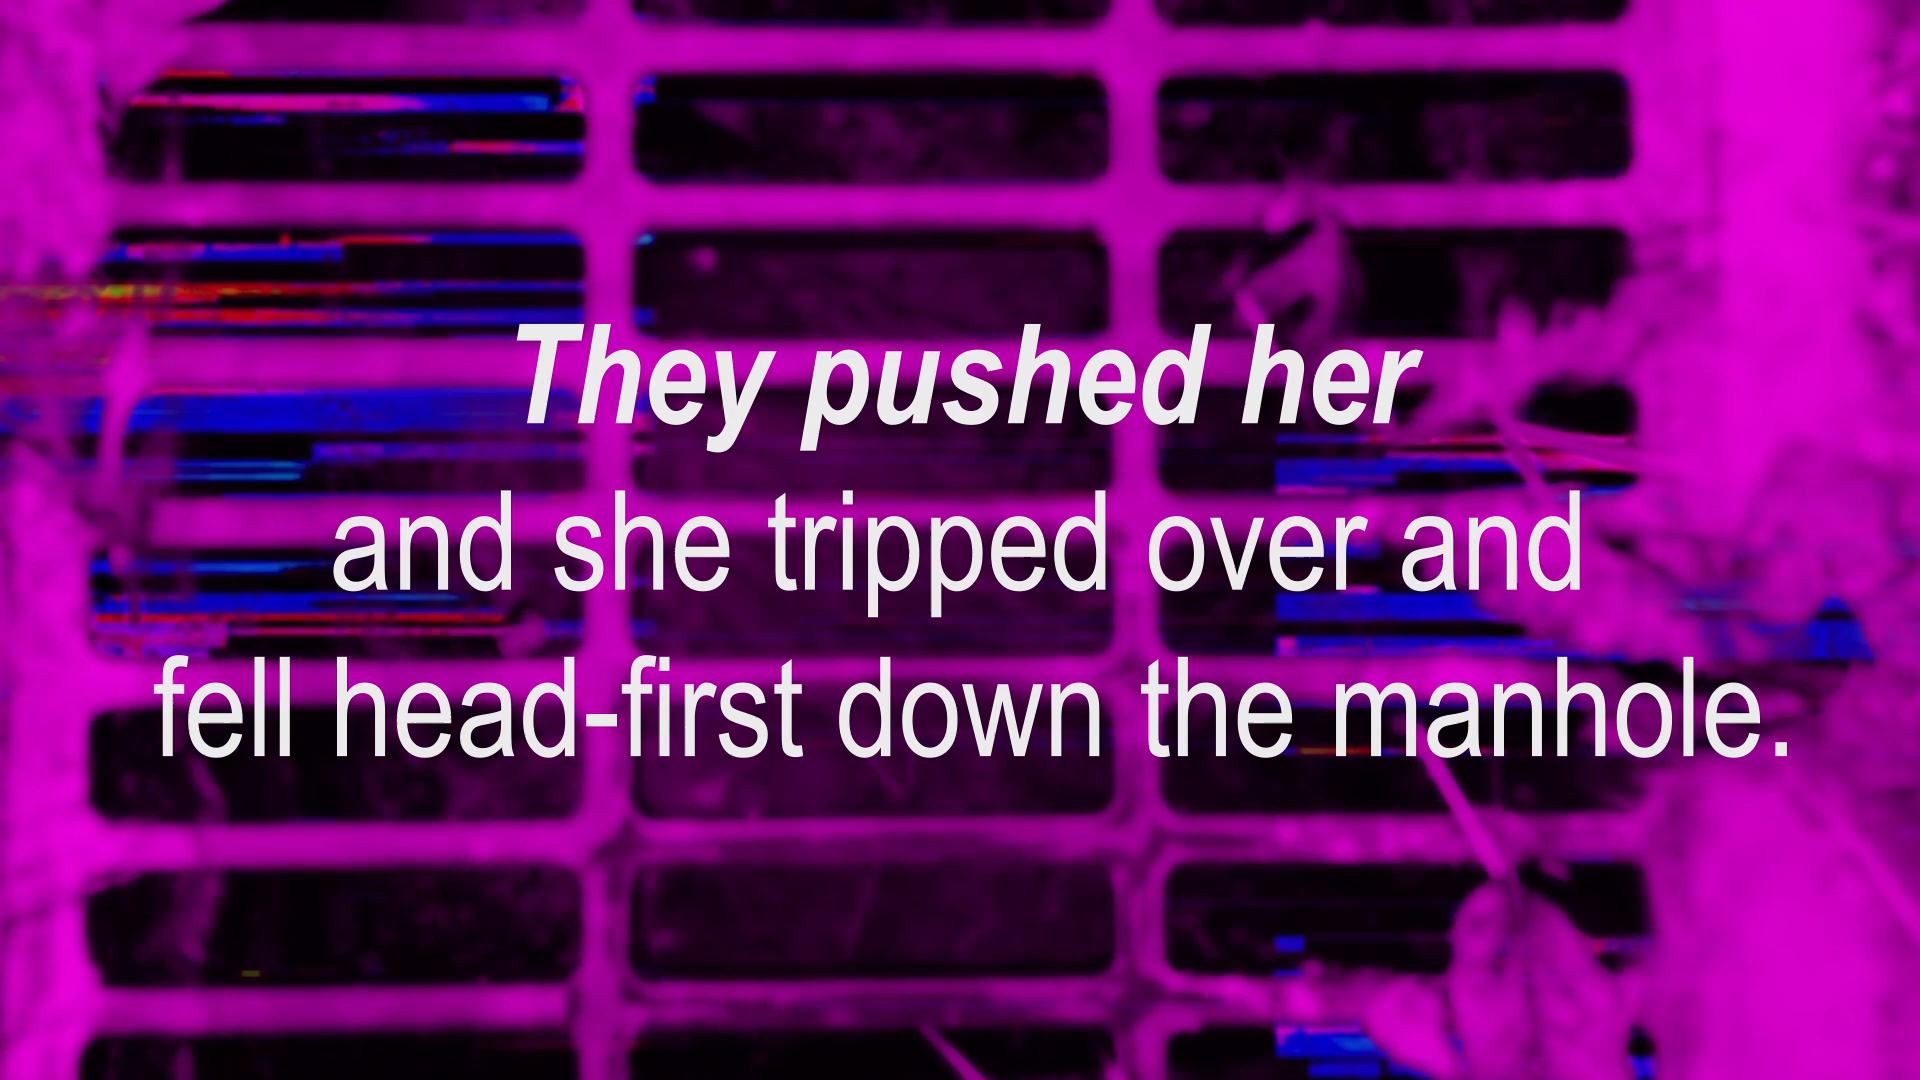 They pushed her
and she tripped over and
fell head-first down the manhole.